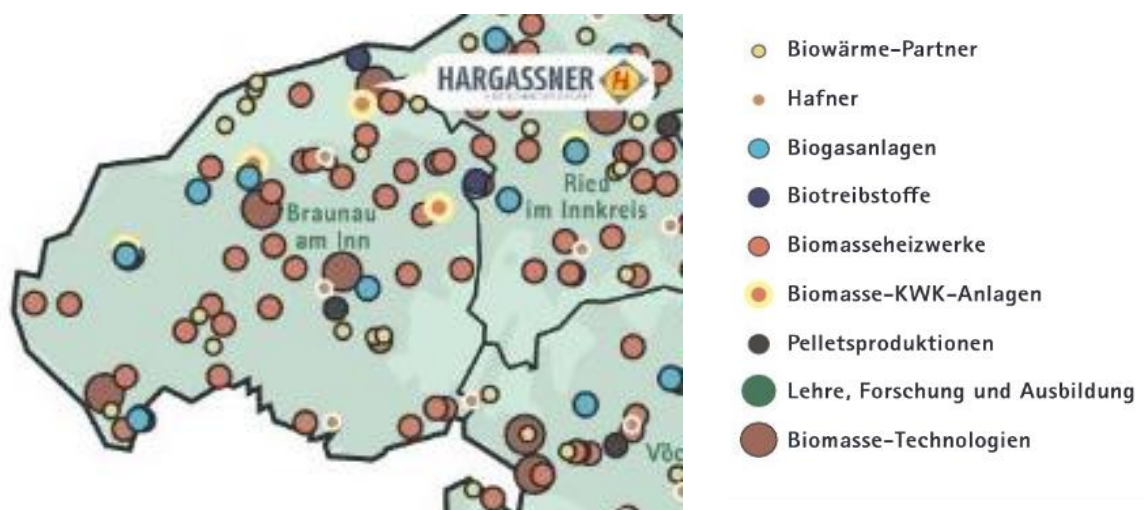 HARGASSNER H
Ried
im Innkreis
Braunau
am Inn
Vöc
Biowärme-Partner
Hafner
Biogasanlagen
Biotreibstoffe
Biomasseheizwerke
Biomasse-KWK-Anlagen
Pelletsproduktionen
Lehre, Forschung und Ausbildung
Biomasse-Technologien